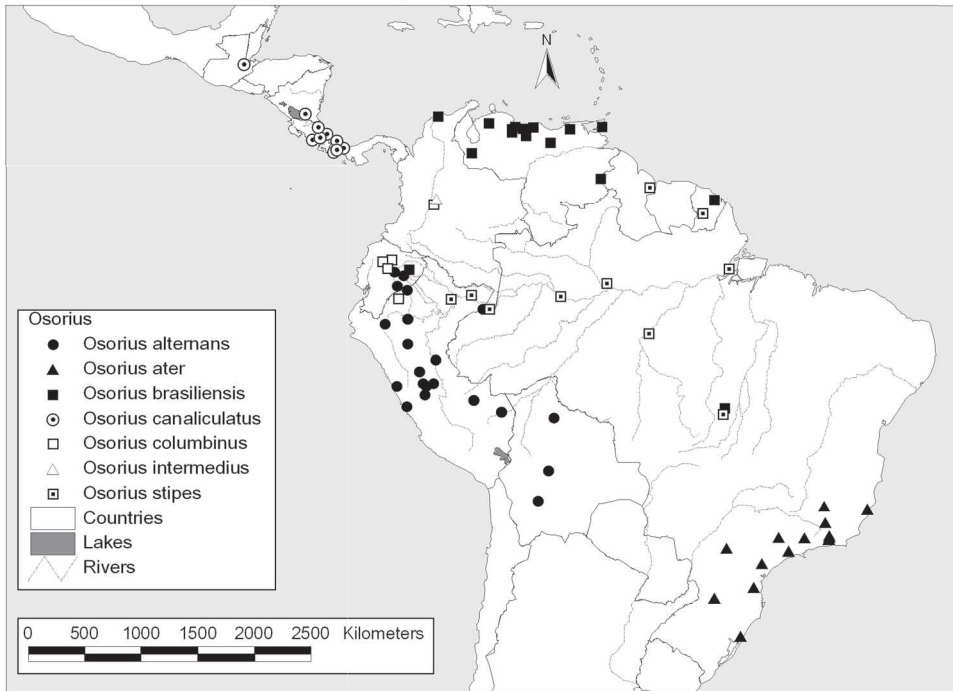 N
Osorius
Osorius alternans
Osorius ater
Osorius brasiliensis
Osorius canaliculatus
Osorius columbinus
Osorius intermedius
Osorius stipes
Countries
Lakes
Rivers
0 500 1000 1500 2000 2500 Kilometers